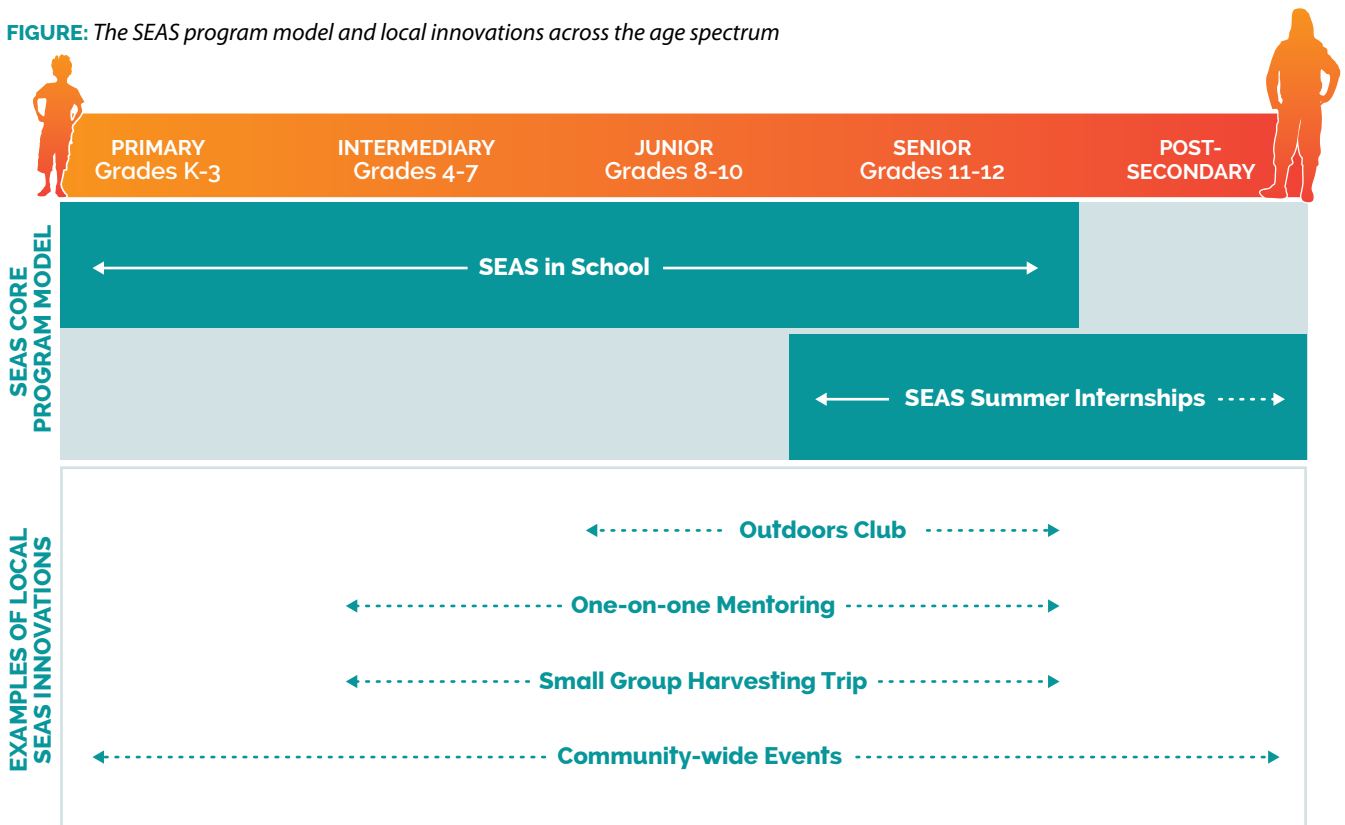 FIGURE: The SEAS program model and local innovations across the age spectrum
PRIMARY
Grades K-3
INTERMEDIARY
Grades 4-7
JUNIOR
Grades 8-10
SENIOR
Grades 11-12
POST-
SECONDARY
SEAS CORE
PROGRAM MODEL
SEAS in School
SEAS Summer Internships
EXAMPLES OF LOCAL
SEAS INNOVATIONS
Outdoors Club
One-on-one Mentoring
Small Group Harvesting Trip
Community-wide Events